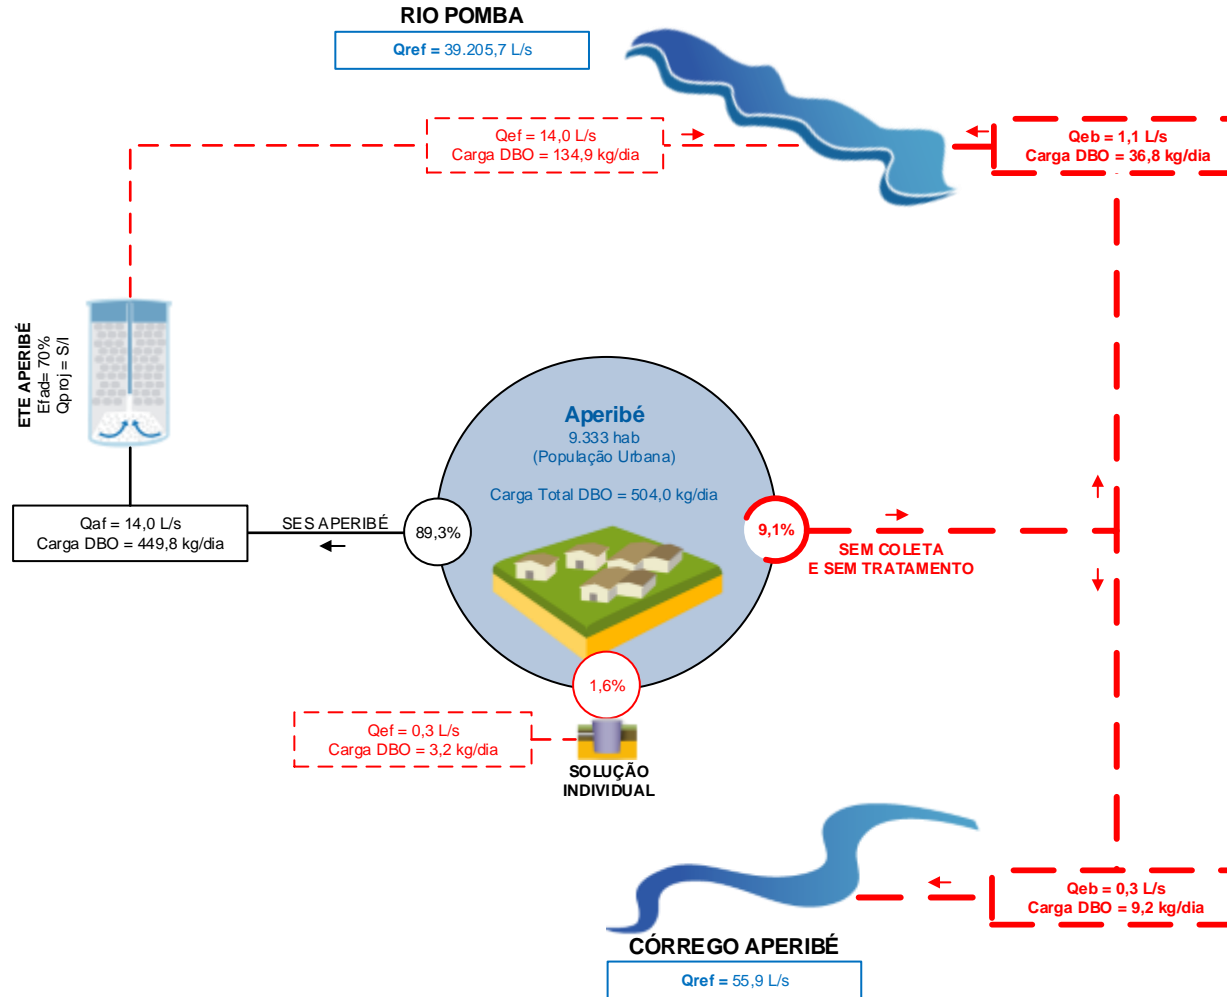 RIO POMBA
Qref = 39.205,7 L/s
Qef = 14,0 L/s
Carga DBO = 134,9 kg/dia
Qeb = 1,1 L/s
Carga DBO = 36,8 kg/dia
ETE APERIBÉ
Efad= 70%
Qproj = S/I
Aperibé
9.333 hab
(População Urbana)
Carga Total DBO = 504,0 kg/dia
Qaf = 14,0 L/s
Carga DBO = 449,8 kg/dia
SES APERIBÉ
89,3%
9,1%
SEM COLETA
E SEM TRATAMENTO
1,6%
Qef = 0,3 L/s
Carga DBO = 3,2 kg/dia
SOLUÇÃO
INDIVIDUAL
Qeb = 0,3 L/s
Carga DBO = 9,2 kg/dia
CÓRREGO APERIBÉ
Qref = 55,9 L/s